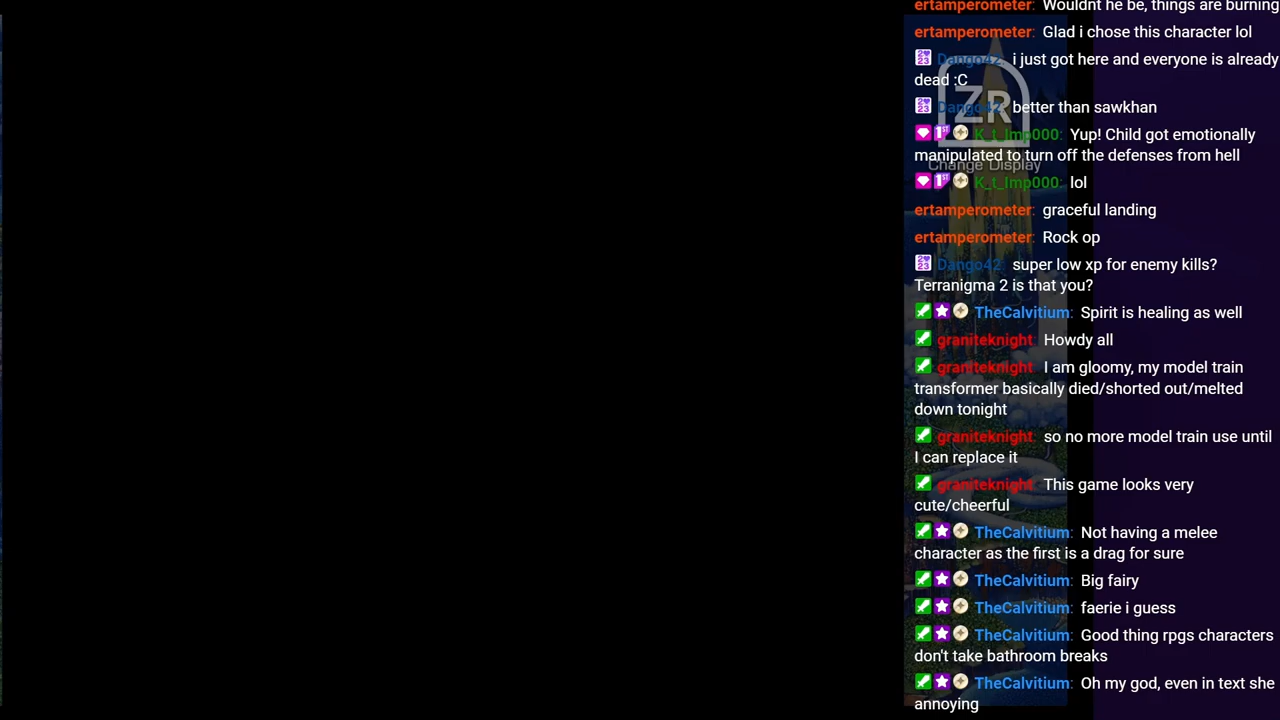 ertamperometer: Wouldnt he be, things are burning
ertamperometer: Glad i chose this character lol
Dango42: i just got here and everyone is already
dead :C
Dango42: better than sawkhan
ZR
K_t_Imp000: Yup! Child got emotionally
manipulated to turn off the defenses from hell
Change Display
K_t_Imp000: lol
ertamperometer: graceful landing
ertamperometer: Rock op
Dango42: super low xp for enemy kills?
Terranigma 2 is that you?
TheCalvitium: Spirit is healing as well
graniteknight: Howdy all
graniteknight: I am gloomy, my model train
transformer basically died/shorted out/melted
down tonight
graniteknight: so no more model train use until
I can replace it
graniteknight: This game looks very
cute/cheerful
TheCalvitium: Not having a melee
character as the first is a drag for sure
TheCalvitium: Big fairy
TheCalvitium: faerie i guess
TheCalvitium: Good thing rpgs characters
don't take bathroom breaks
TheCalvitium: Oh my god, even in text she
annoying